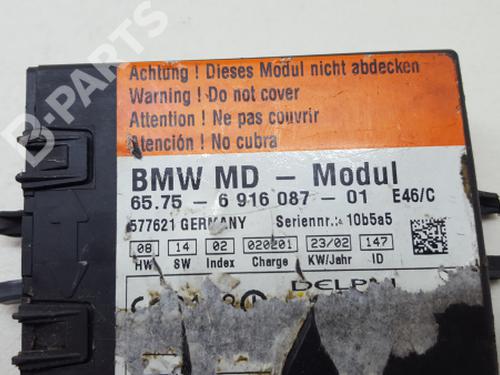 Achtung ! Dieses Modul nicht abdecken
Warning ! Do not cover
Attention ! Ne pas couvrir
Atención ! No cubra
BMW MD - Modul
65.75 - 6 916 087 - 01 E46/C
577621 GERMANY Seriennr.: 10b5a5
08 14 02 020201 23/02 147
HW SW Index Charge KW/Jahr ID
DELPHI
B-PARTS